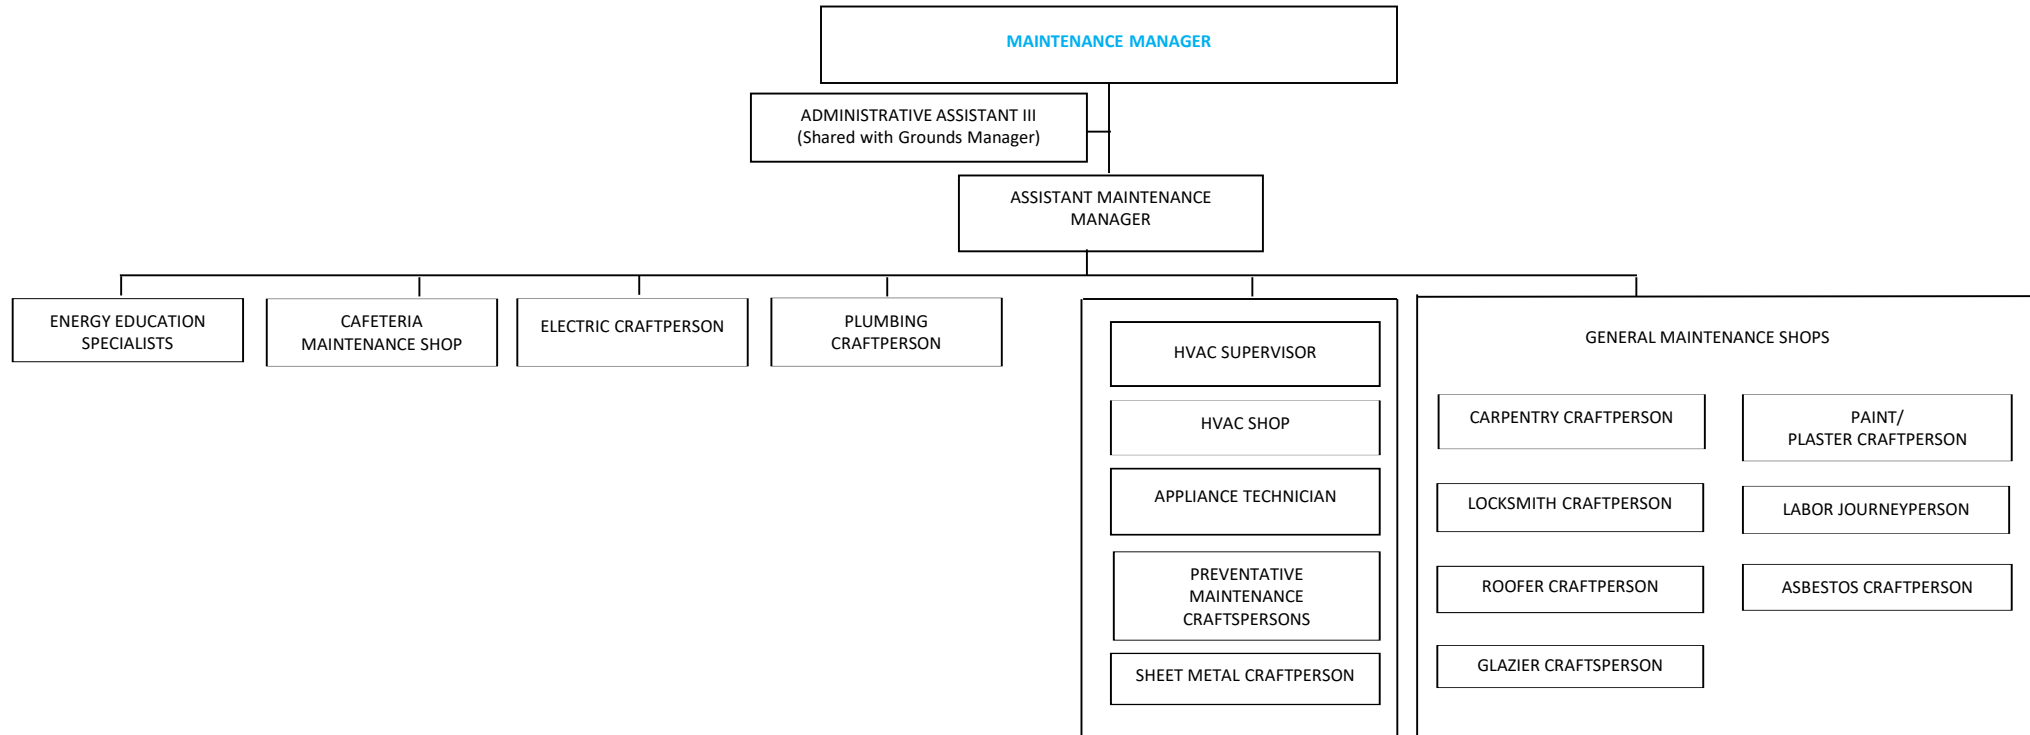 MAINTENANCE MANAGER
ADMINISTRATIVE ASSISTANT III
(Shared with Grounds Manager)
ASSISTANT MAINTENANCE
MANAGER
ENERGY EDUCATION
SPECIALISTS
CAFETERIA
MAINTENANCE SHOP
ELECTRIC CRAFTPERSON
PLUMBING
CRAFTPERSON
HVAC SUPERVISOR
HVAC SHOP
APPLIANCE TECHNICIAN
PREVENTATIVE
MAINTENANCE
CRAFTSPERSONS
SHEET METAL CRAFTPERSON
GENERAL MAINTENANCE SHOPS
CARPENTRY CRAFTPERSON
LOCKSMITH CRAFTPERSON
ROOFER CRAFTPERSON
GLAZIER CRAFTSPERSON
PAINT/
PLASTER CRAFTPERSON
LABOR JOURNEYPERSON
ASBESTOS CRAFTPERSON